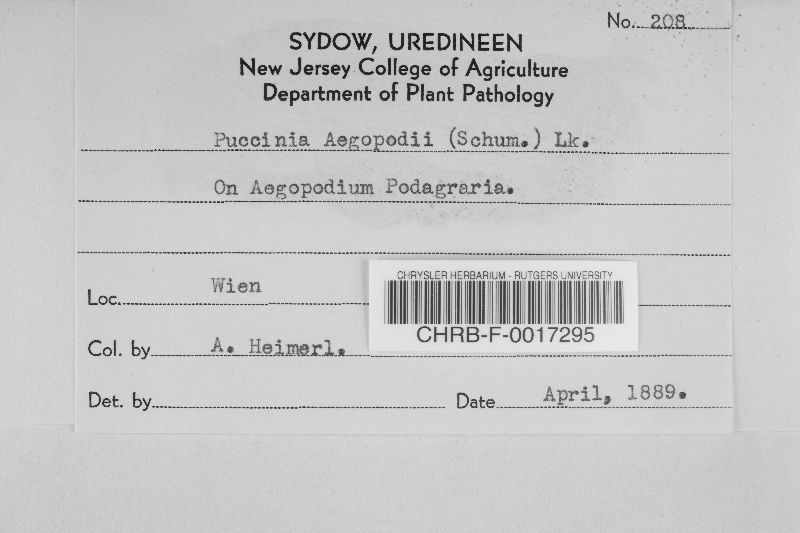 No. 208
SYDOW, UREDINEEN
New Jersey College of Agriculture
Department of Plant Pathology
Puccinia Aegopodii (Schum.) Lk.
On Aegopodium Podagraria.
Loc. Wien
CHRYSLER HERBARIUM - RUTGERS UNIVERSITY
CHRB-F-0017295
Col. by A. Heimerl.
Det. by
Date April, 1889.